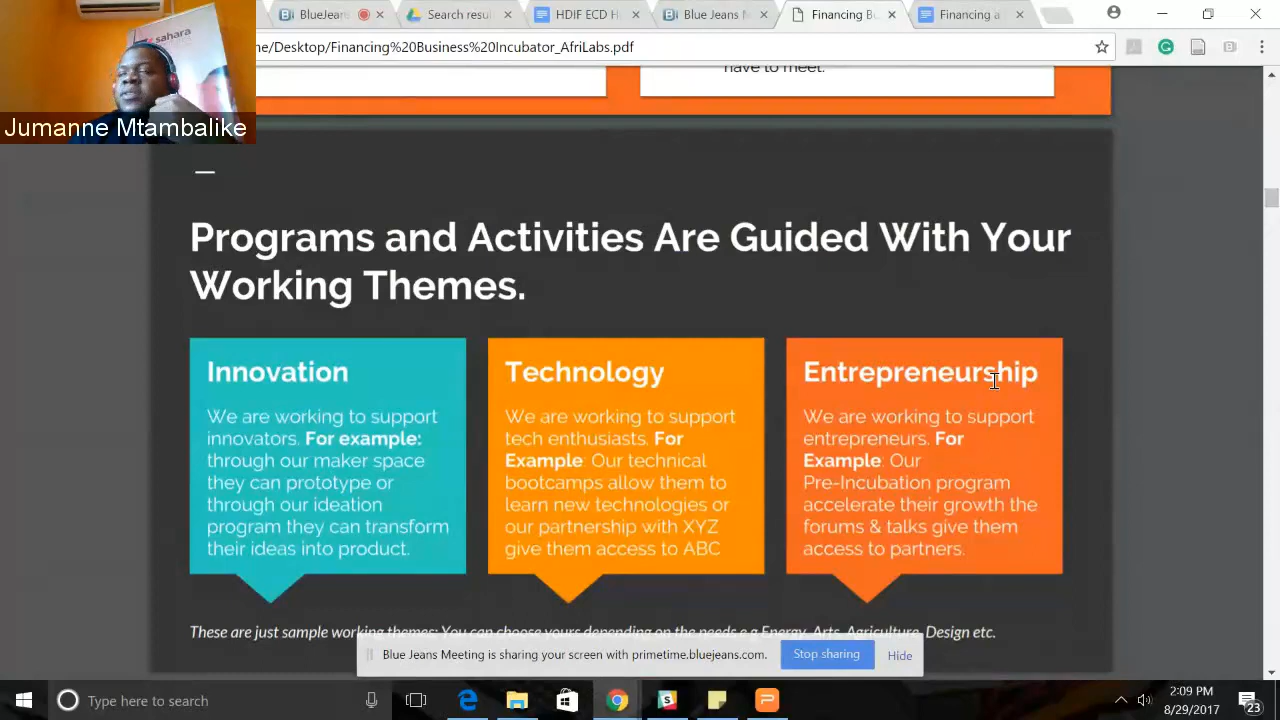 BlueJeans
Search resul
HDIF ECD H
Blue Jeans M
Financing B
Financing a
sahara
ne/Desktop/Financing%20Business%20Incubator_AfriLabs.pdf
have to meet.
Jumanne Mtambalike
Programs and Activities Are Guided With Your
Working Themes.
Innovation
We are working to support
innovators. For example:
through our maker space
they can prototype or
through our ideation
program they can transform
their ideas into product.
Technology
We are working to support
tech enthusiasts. For
Example: Our technical
bootcamps allow them to
learn new technologies or
our partnership with XYZ
give them access to ABC
Entrepreneurship
We are working to support
entrepreneurs. For
Example: Our
Pre-Incubation program
accelerate their growth the
forums & talks give them
access to partners.
These are just sample working themes: You can choose yours depending on the needs e.g Energy, Arts, Agriculture, Design etc.
Blue Jeans Meeting is sharing your screen with primetime.bluejeans.com.
Stop sharing
Hide
Type here to search
2:09 PM
8/29/2017
23